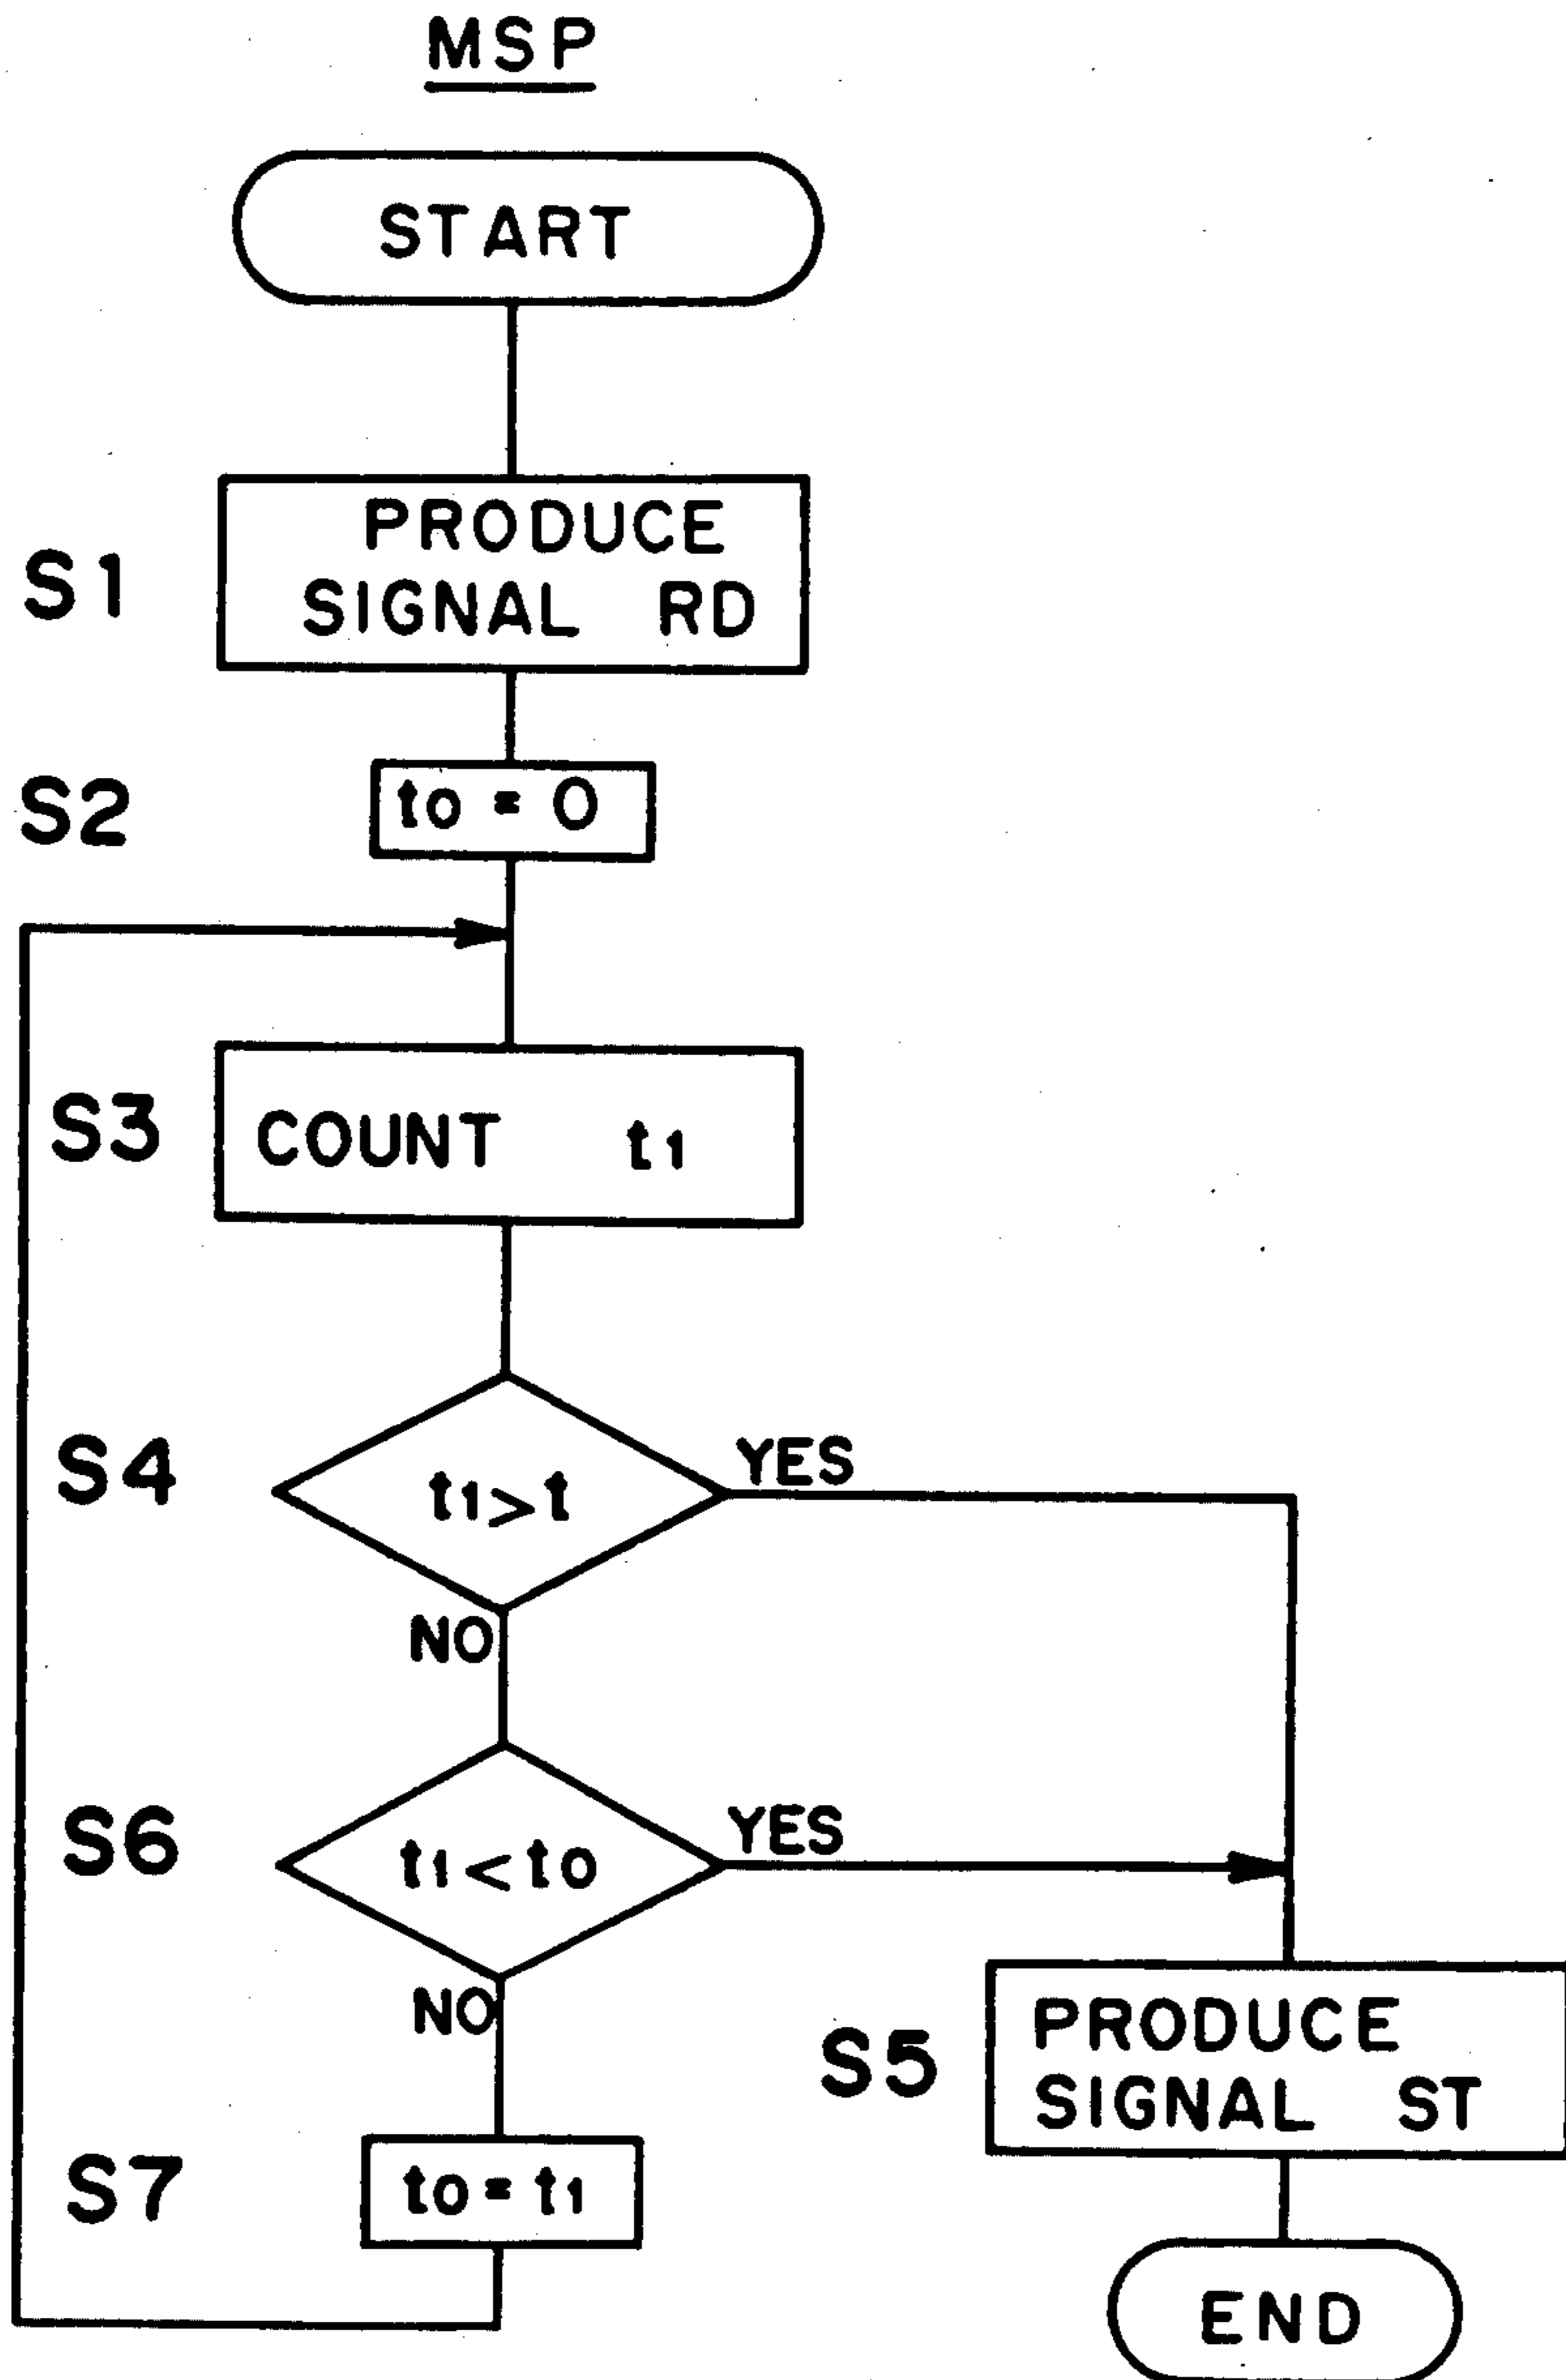 MSP
START
S1
PRODUCE
SIGNAL RD
S2
to = 0
S3
COUNT t1
S4
t1>t
YES
NO
S6
t1<to
YES
NO
S5
PRODUCE
SIGNAL ST
S7
to = t1
END